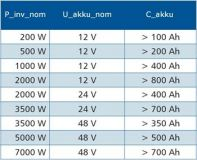 P_inv_nom U_akku_nom C_akku
200 W 12 V > 100 Ah
500 W 12 V > 200 Ah
1000 W 12 V > 400 Ah
2000 W 12 V > 800 Ah
2000 W 24 V > 400 Ah
3500 W 24 V > 700 Ah
3500 W 48 V > 350 Ah
5000 W 48 V > 500 Ah
7000 W 48 V > 700 Ah